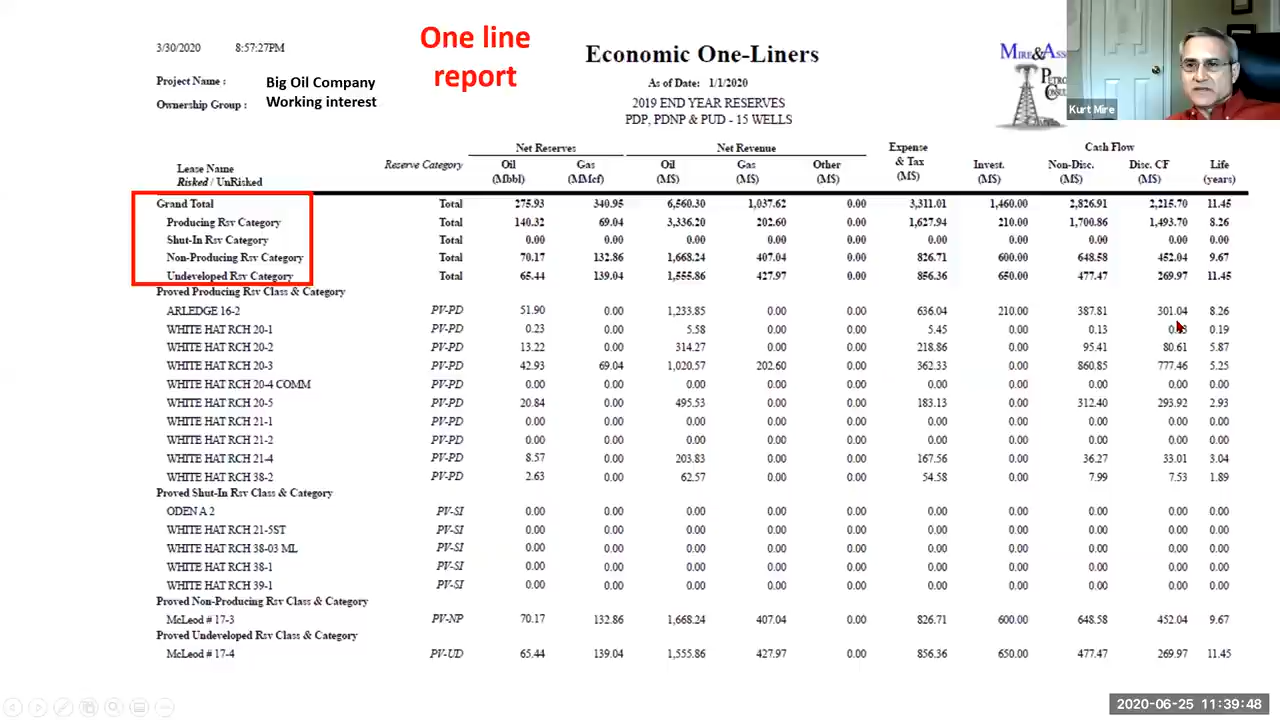 3/30/2020 8:57:27PM
One line
report
Economic One-Liners
Project Name : Big Oil Company
As of Date: 1/1/2020
Ownership Group : Working interest
2019 END YEAR RESERVES
PDP, PDNP & PUD - 15 WELLS
Kurt Mire
Net Reserves Net Revenue Expense Cash Flow
Lease Name Reserve Category Oil Gas Oil Gas Other & Tax Invest. Non-Disc. Disc. CF Life
Risked / UnRisked (Mbbl) (MMcf) (M$) (M$) (M$) (M$) (M$) (M$) (M$) (years)
Grand Total Total 275.93 340.95 6,560.30 1,037.62 0.00 3,311.01 1,460.00 2,826.91 2,215.70 11.45
Producing Rsv Category Total 140.32 69.04 3,336.20 202.60 0.00 1,627.94 210.00 1,700.86 1,493.70 8.26
Shut-In Rsv Category Total 0.00 0.00 0.00 0.00 0.00 0.00 0.00 0.00 0.00 0.00
Non-Producing Rsv Category Total 70.17 132.86 1,668.24 407.04 0.00 826.71 600.00 648.58 452.04 9.67
Undeveloped Rsv Category Total 65.44 139.04 1,555.86 427.97 0.00 856.36 650.00 477.47 269.97 11.45
Proved Producing Rsv Class & Category
ARLEDGE 16-2 PV-PD 51.90 0.00 1,233.85 0.00 0.00 636.04 210.00 387.81 301.04 8.26
WHITE HAT RCH 20-1 PV-PD 0.23 0.00 5.58 0.00 0.00 5.45 0.00 0.13 0.19
WHITE HAT RCH 20-2 PV-PD 13.22 0.00 314.27 0.00 0.00 218.86 0.00 95.41 80.61 5.87
WHITE HAT RCH 20-3 PV-PD 42.93 69.04 1,020.57 202.60 0.00 362.33 0.00 860.85 777.46 5.25
WHITE HAT RCH 20-4 COMM PV-PD 0.00 0.00 0.00 0.00 0.00 0.00 0.00 0.00 0.00 0.00
WHITE HAT RCH 20-5 PV-PD 20.84 0.00 495.53 0.00 0.00 183.13 0.00 312.40 293.92 2.93
WHITE HAT RCH 21-1 PV-PD 0.00 0.00 0.00 0.00 0.00 0.00 0.00 0.00 0.00 0.00
WHITE HAT RCH 21-2 PV-PD 0.00 0.00 0.00 0.00 0.00 0.00 0.00 0.00 0.00 0.00
WHITE HAT RCH 21-4 PV-PD 8.57 0.00 203.83 0.00 0.00 167.56 0.00 36.27 33.01 3.04
WHITE HAT RCH 38-2 PV-PD 2.63 0.00 62.57 0.00 0.00 54.58 0.00 7.99 7.53 1.89
Proved Shut-In Rsv Class & Category
ODEN A 2 PV-SI 0.00 0.00 0.00 0.00 0.00 0.00 0.00 0.00 0.00 0.00
WHITE HAT RCH 21-5ST PV-SI 0.00 0.00 0.00 0.00 0.00 0.00 0.00 0.00 0.00 0.00
WHITE HAT RCH 38-03 ML PV-SI 0.00 0.00 0.00 0.00 0.00 0.00 0.00 0.00 0.00 0.00
WHITE HAT RCH 38-1 PV-SI 0.00 0.00 0.00 0.00 0.00 0.00 0.00 0.00 0.00 0.00
WHITE HAT RCH 39-1 PV-SI 0.00 0.00 0.00 0.00 0.00 0.00 0.00 0.00 0.00 0.00
Proved Non-Producing Rsv Class & Category
McLeod # 17-3 PV-NP 70.17 132.86 1,668.24 407.04 0.00 826.71 600.00 648.58 452.04 9.67
Proved Undeveloped Rsv Class & Category
McLeod # 17-4 PV-UD 65.44 139.04 1,555.86 427.97 0.00 856.36 650.00 477.47 269.97 11.45
2020-06-25 11:39:48